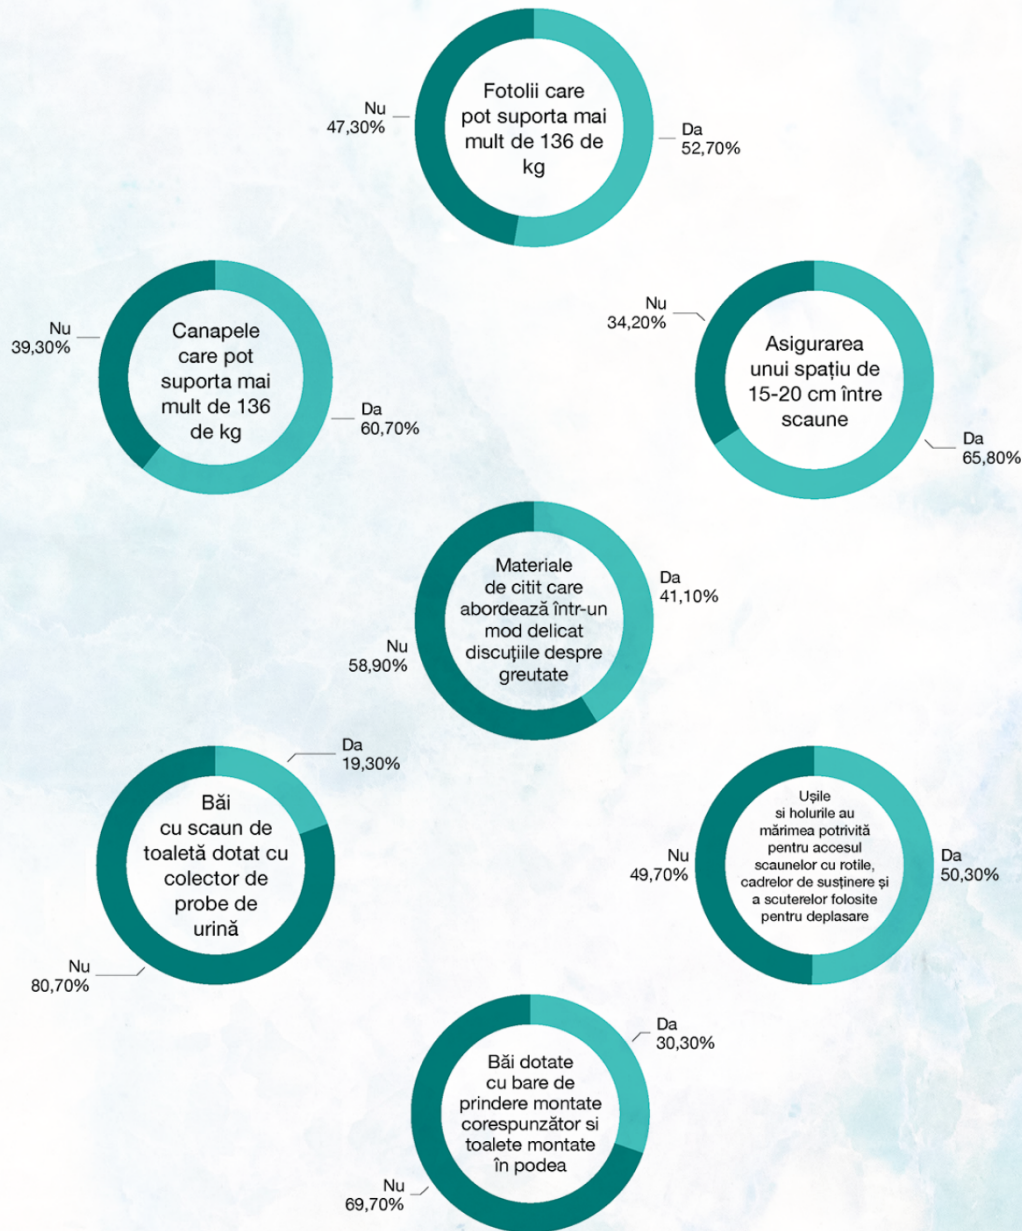 Fotolii care
pot suporta mai
mult de 136 de
kg
Nu
47,30%
Da
52,70%
Canapele
care pot
suporta mai
mult de 136
de kg
Nu
39,30%
Da
60,70%
Asigurarea
unui spațiu de
15-20 cm între
scaune
Nu
34,20%
Da
65,80%
Materiale
de citit care
abordează într-un
mod delicat
discuțiile despre
greutate
Da
41,10%
Nu
58,90%
Băi
cu scaun de
toaletă dotat cu
colector de
probe de
urină
Da
19,30%
Nu
80,70%
Ușile
si holurile au
mărimea potrivită
pentru accesul
scaunelor cu rotile,
cadrelor de susținere și
a scuterelor folosite
pentru deplasare
Nu
49,70%
Da
50,30%
Băi dotate
cu bare de
prindere montate
corespunzător si
toalete montate
în podea
Da
30,30%
Nu
69,70%